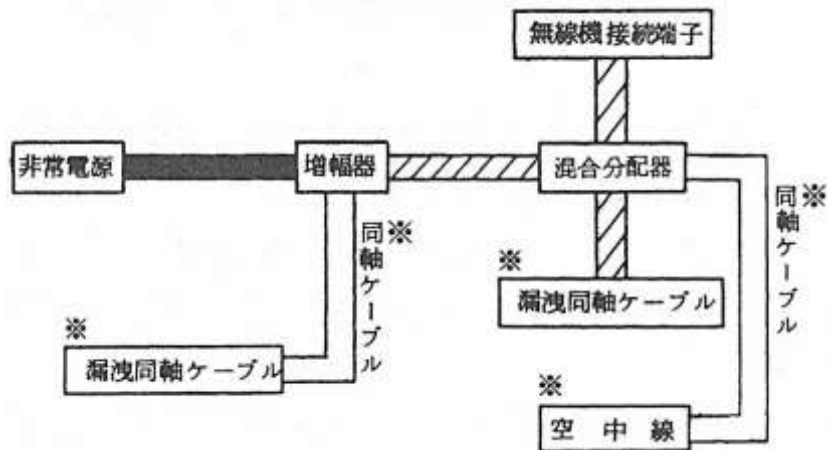 無線機接続端子
非常電源
増幅器
混合分配器
※
同軸ケーブル
※
同軸ケーブル
※
漏洩同軸ケーブル
※
漏洩同軸ケーブル
※
空中線